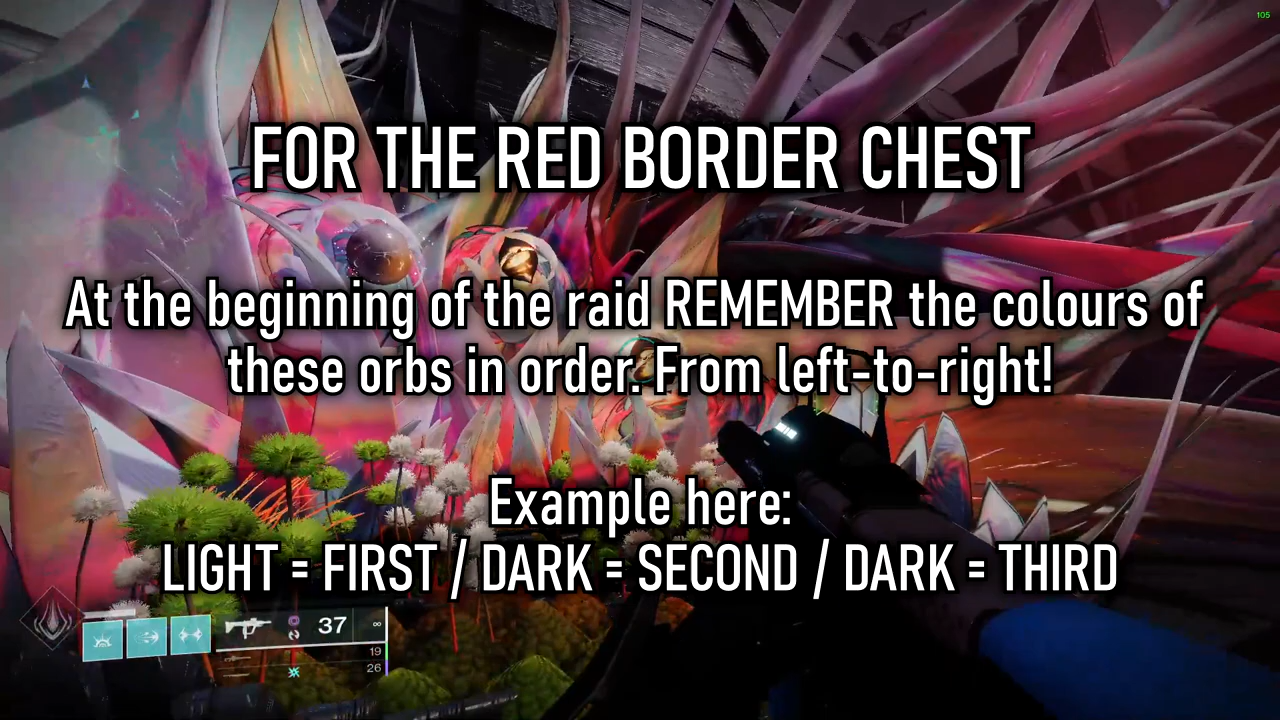 105
FOR THE RED BORDER CHEST
At the beginning of the raid REMEMBER the colours of
these orbs in order. From left-to-right!
Example here:
LIGHT = FIRST / DARK = SECOND / DARK = THIRD
37 ∞
19
26